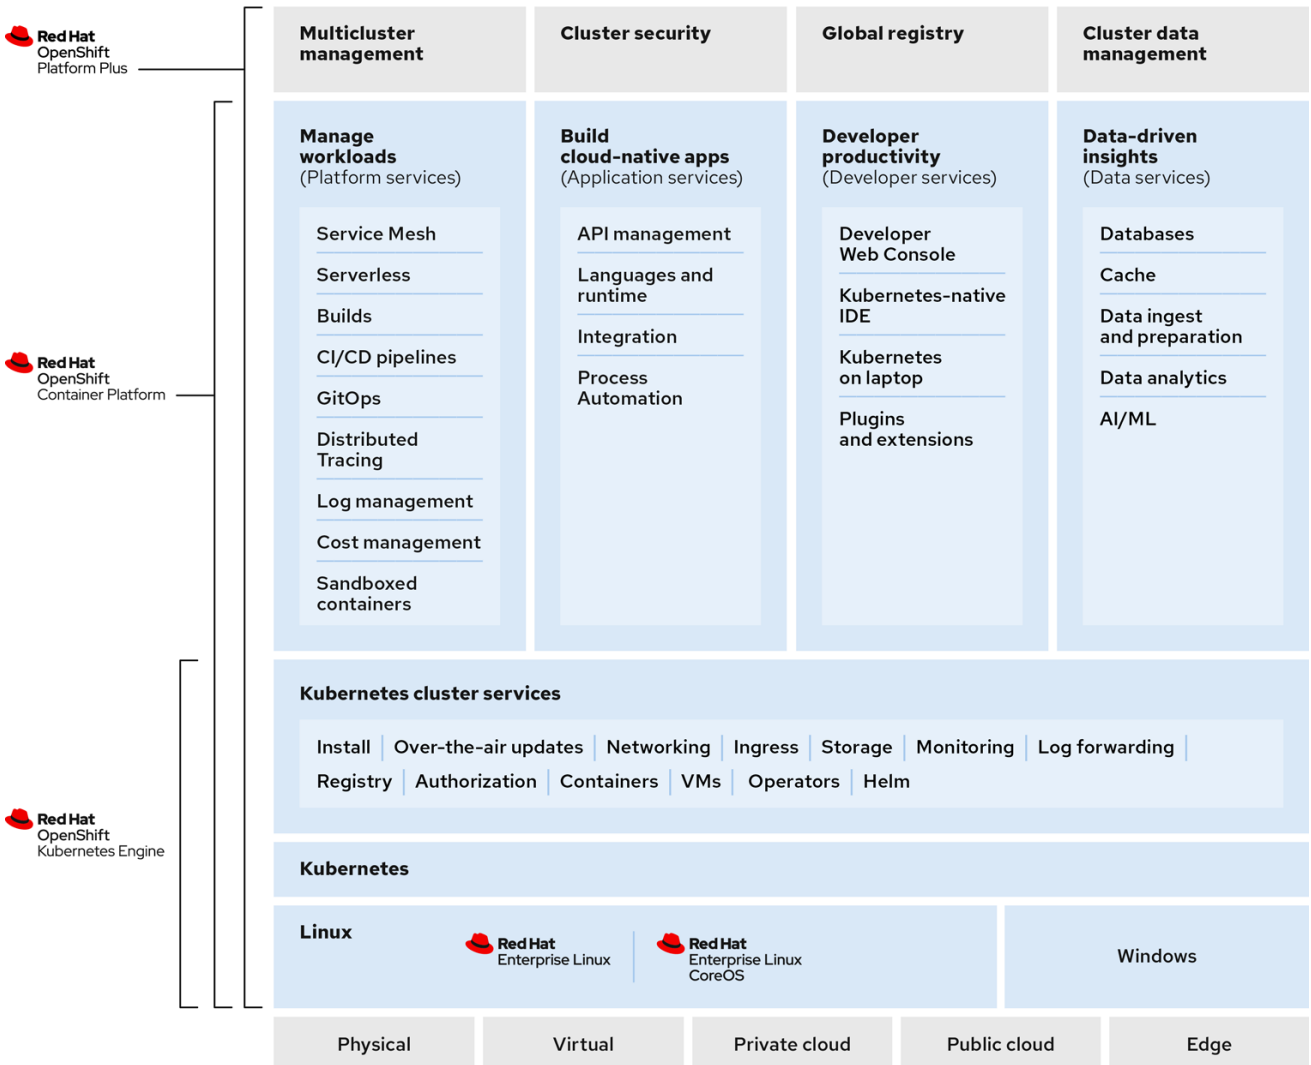 Red Hat
OpenShift
Platform Plus
Multicluster
management
Cluster security
Global registry
Cluster data
management
Red Hat
OpenShift
Container Platform
Manage
workloads
(Platform services)
Service Mesh
Serverless
Builds
CI/CD pipelines
GitOps
Distributed
Tracing
Log management
Cost management
Sandboxed
containers
Build
cloud-native apps
(Application services)
API management
Languages and
runtime
Integration
Process
Automation
Developer
productivity
(Developer services)
Developer
Web Console
Kubernetes-native
IDE
Kubernetes
on laptop
Plugins
and extensions
Data-driven
insights
(Data services)
Databases
Cache
Data ingest
and preparation
Data analytics
AI/ML
Red Hat
OpenShift
Kubernetes Engine
Kubernetes cluster services
Install | Over-the-air updates | Networking | Ingress | Storage | Monitoring | Log forwarding |
Registry | Authorization | Containers | VMs | Operators | Helm
Kubernetes
Linux
Red Hat
Enterprise Linux
Red Hat
Enterprise Linux
CoreOS
Windows
Physical
Virtual
Private cloud
Public cloud
Edge